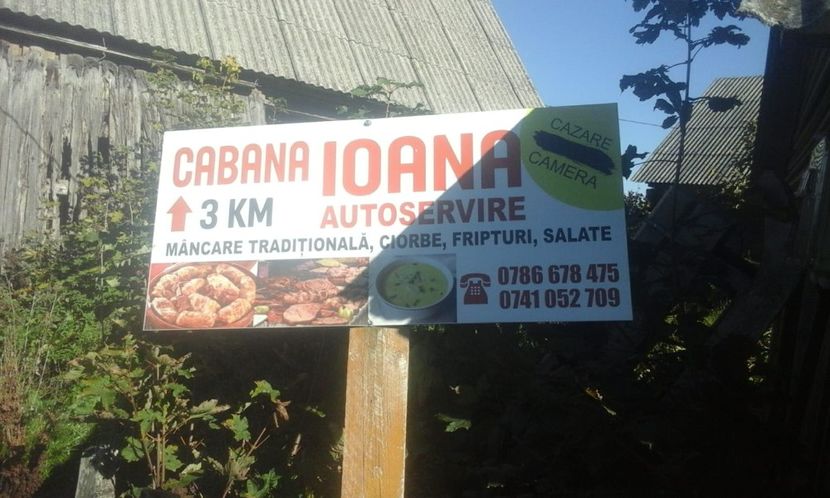 CABANA IOANA
3 KM
AUTOSERVIRE
MÂNCARE TRADIȚIONALĂ, CIORBE, FRIPTURI, SALATE
0786 678 475
0741 052 709
CAZARE
CAMERA